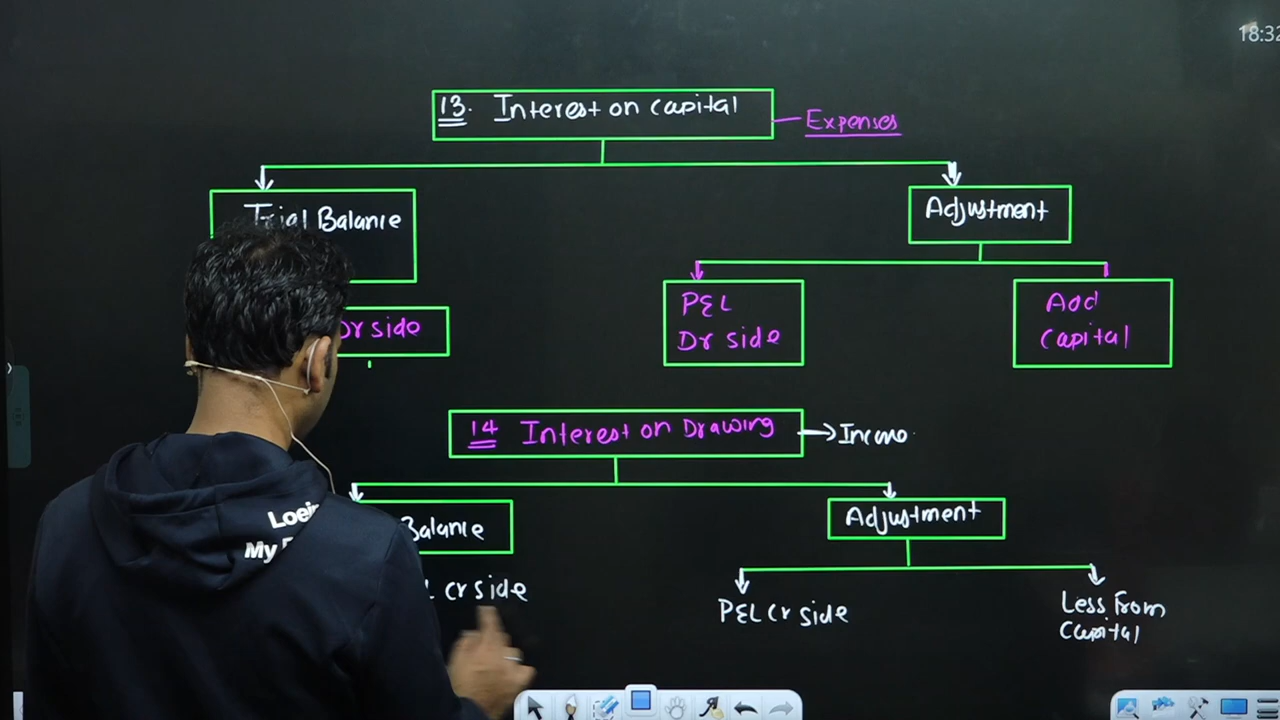 18:32
13. Interest on capital
Expenses
Trial Balance
Adjustment
P&L
Dr side
Add
Capital
Dr side
14 Interest on Drawing
Balance
Adjustment
cr side
P&L Cr side
Less From
Capital
My